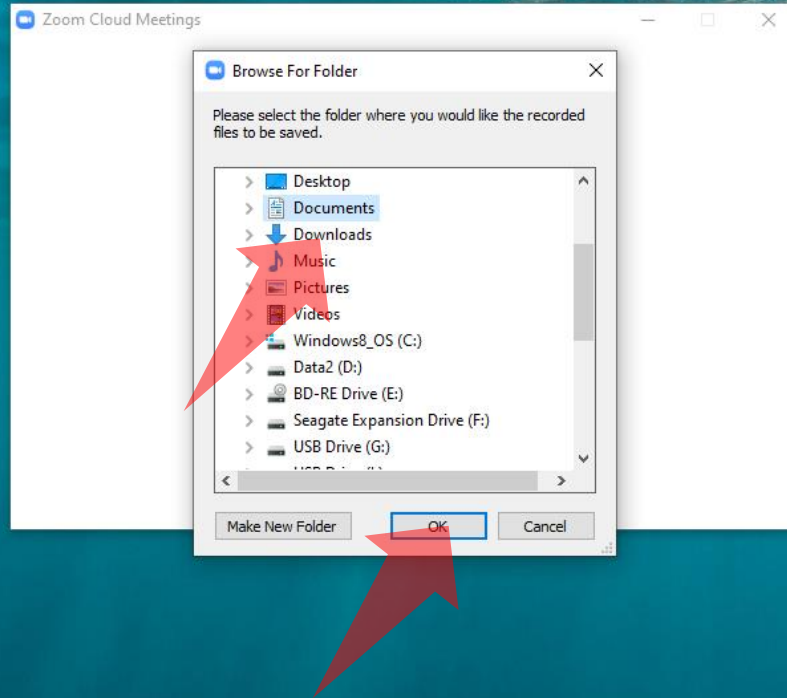 Zoom Cloud Meetings
Browse For Folder
Please select the folder where you would like the recorded
files to be saved.
Desktop
Documents
Downloads
Music
Pictures
Videos
Windows8_OS (C:)
Data2 (D:)
BD-RE Drive (E:)
Seagate Expansion Drive (F:)
USB Drive (G:)
Make New Folder OK Cancel